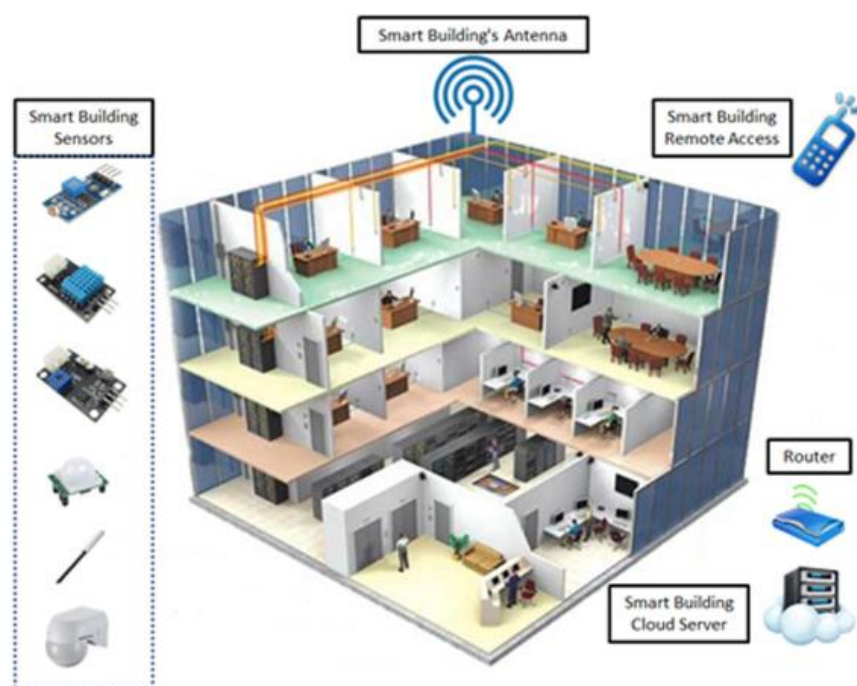 Smart Building's Antenna
Smart Building
Sensors
Smart Building
Remote Access
Router
Smart Building
Cloud Server